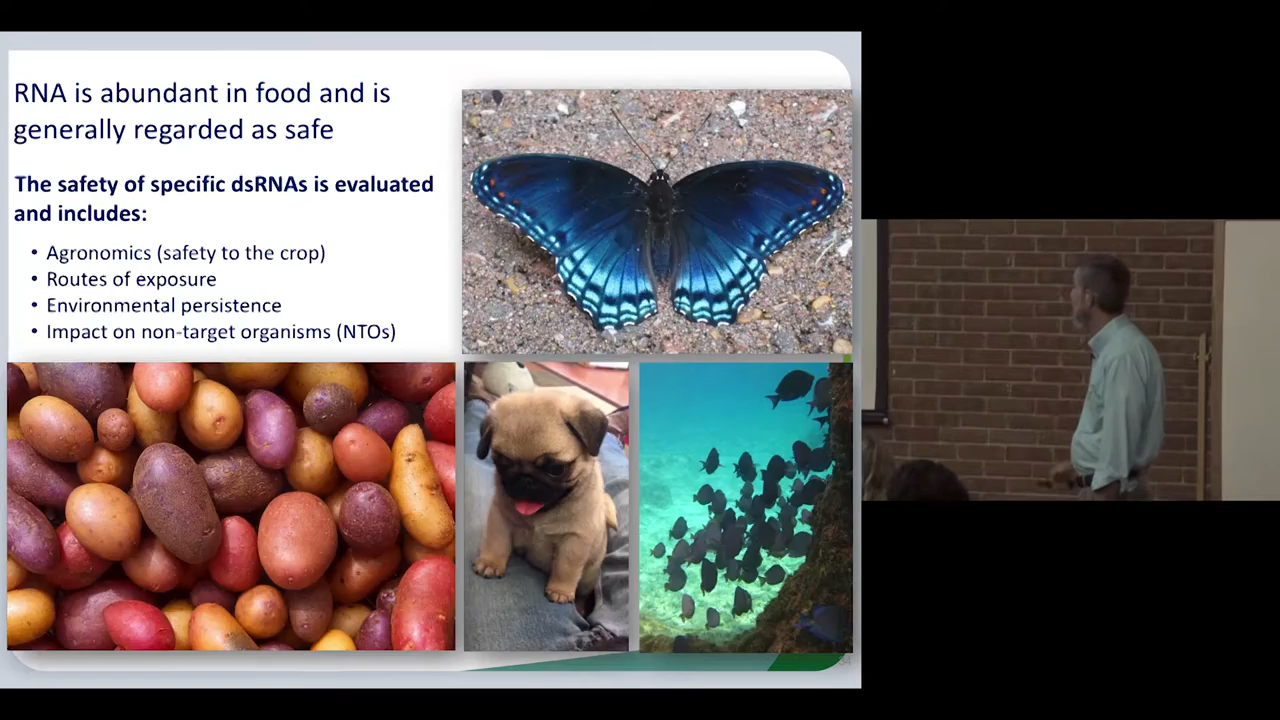 RNA is abundant in food and is
generally regarded as safe
The safety of specific dsRNAs is evaluated
and includes:
• Agronomics (safety to the crop)
• Routes of exposure
• Environmental persistence
• Impact on non-target organisms (NTOs)